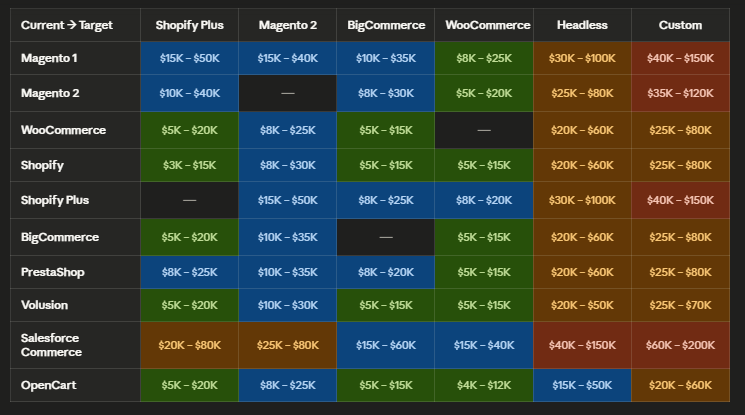 Current → Target Shopify Plus Magento 2 BigCommerce WooCommerce Headless Custom
Magento 1 $15K – $50K $15K – $40K $10K – $35K $8K – $25K $30K – $100K $40K – $150K
Magento 2 $10K – $40K — $8K – $30K $5K – $20K $25K – $80K $35K – $120K
WooCommerce $5K – $20K $8K – $25K $5K – $15K — $20K – $60K $25K – $80K
Shopify $3K – $15K $8K – $30K $5K – $15K $5K – $15K $20K – $60K $25K – $80K
Shopify Plus — $15K – $50K $8K – $25K $8K – $20K $30K – $100K $40K – $150K
BigCommerce $5K – $20K $10K – $35K — $5K – $15K $20K – $60K $25K – $80K
PrestaShop $8K – $25K $10K – $35K $8K – $20K $5K – $15K $20K – $60K $25K – $80K
Volusion $5K – $20K $10K – $30K $5K – $15K $5K – $15K $20K – $50K $25K – $70K
Salesforce
Commerce $20K – $80K $25K – $80K $15K – $60K $15K – $40K $40K – $150K $60K – $200K
OpenCart $5K – $20K $8K – $25K $5K – $15K $4K – $12K $15K – $50K $20K – $60K